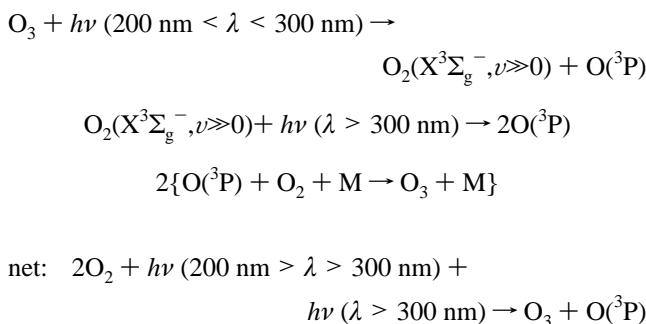 O₃ + hν (200 nm < λ < 300 nm) →
O₂(X³Σg⁻,υ≫0) + O(³P)
O₂(X³Σg⁻,υ≫0)+ hν (λ > 300 nm) → 2O(³P)
2{O(³P) + O₂ + M → O₃ + M}
net: 2O₂ + hν (200 nm > λ > 300 nm) +
hν (λ > 300 nm) → O₃ + O(³P)